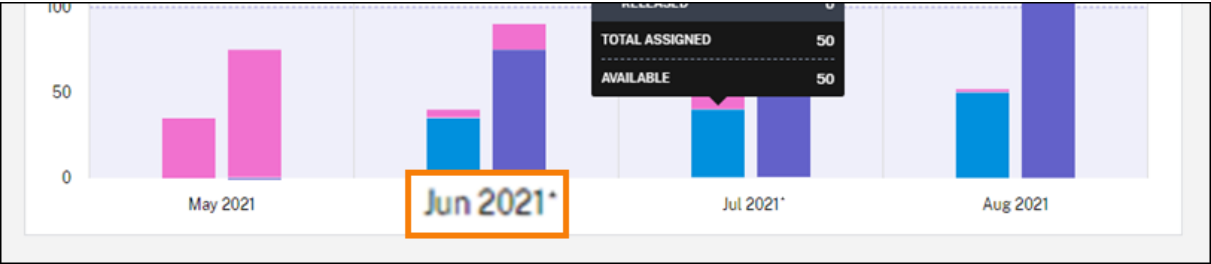 100
RELEASED 0
TOTAL ASSIGNED 50
50
AVAILABLE 50
0
May 2021
Jun 2021*
Jul 2021*
Aug 2021